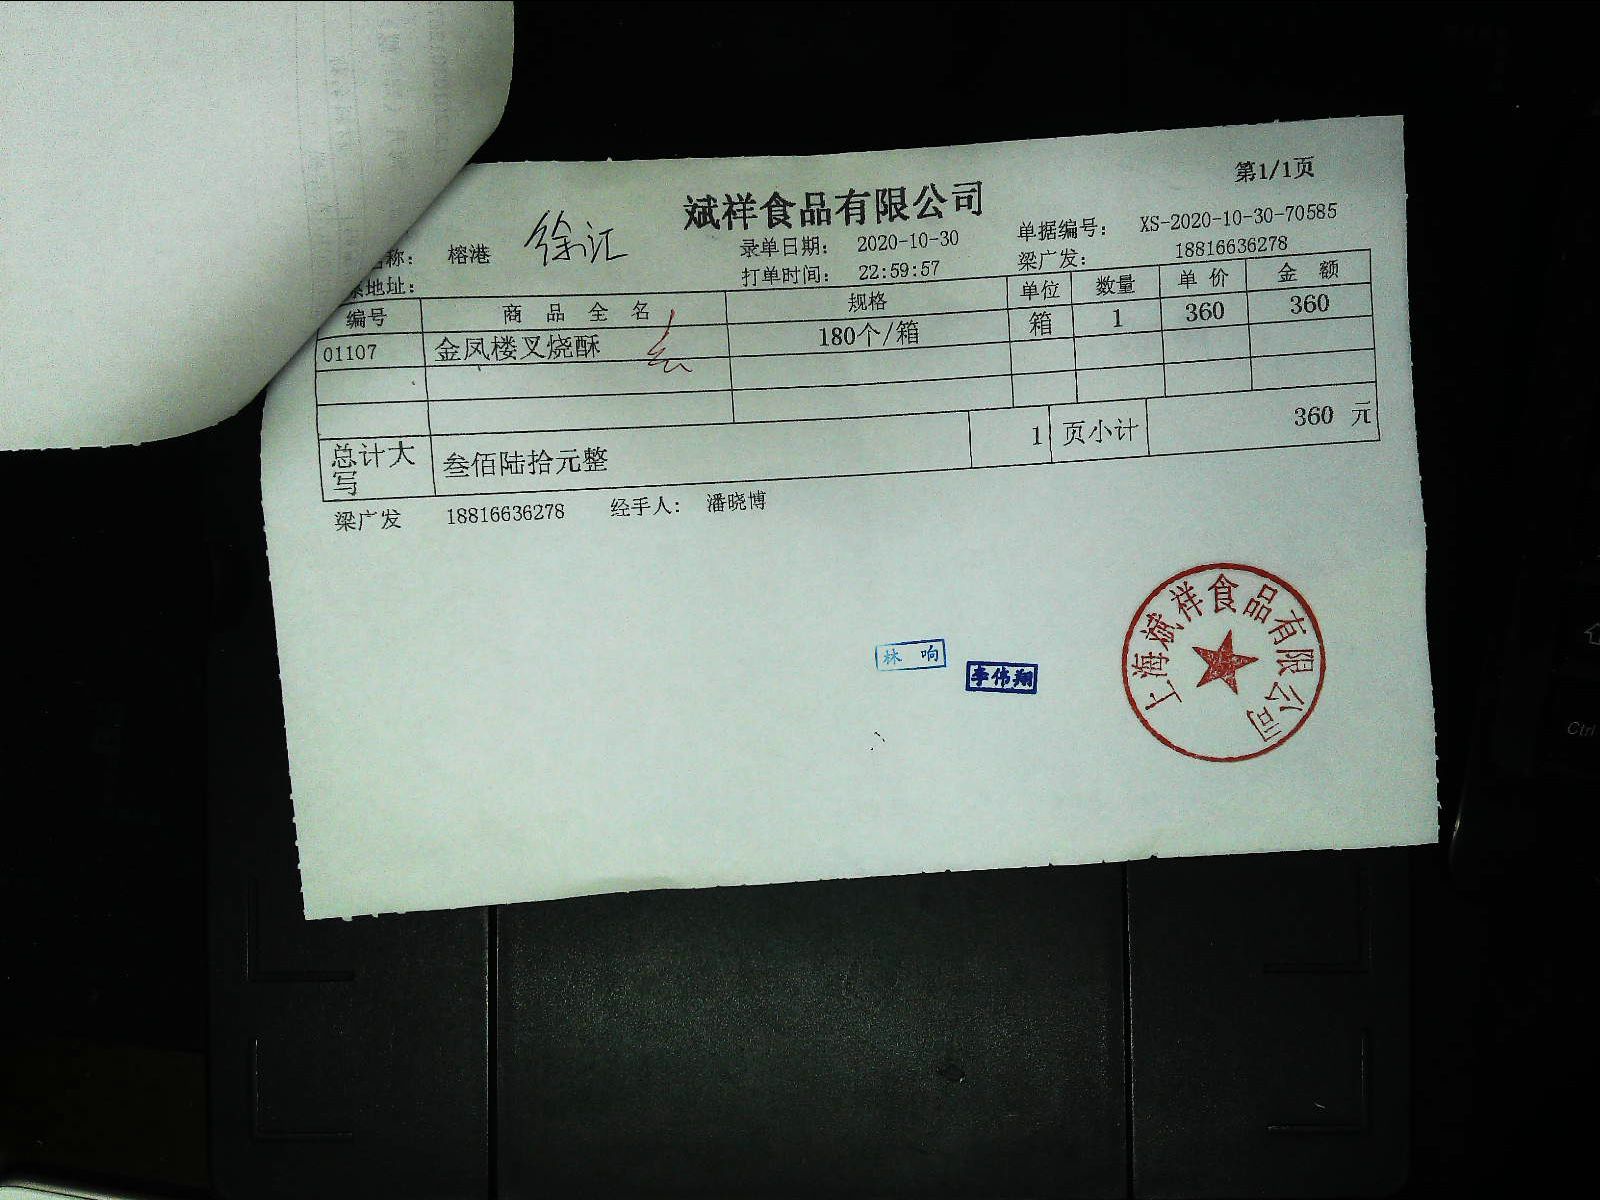 第1/1页
斌祥食品有限公司
称： 榕港 徐汇 录单日期： 2020-10-30 单据编号： XS-2020-10-30-70585
地址： 打单时间： 22:59:57 梁广发： 18816636278
编号 商 品 全 名 规格 单位 数量 单 价 金 额
01107 金凤楼叉烧酥 180个/箱 箱 1 360 360
总计大写 叁佰陆拾元整 1 页小计 360 元
梁广发 18816636278 经手人： 潘晓博
林 响
李伟翔
上海斌祥食品有限公司
Ctrl